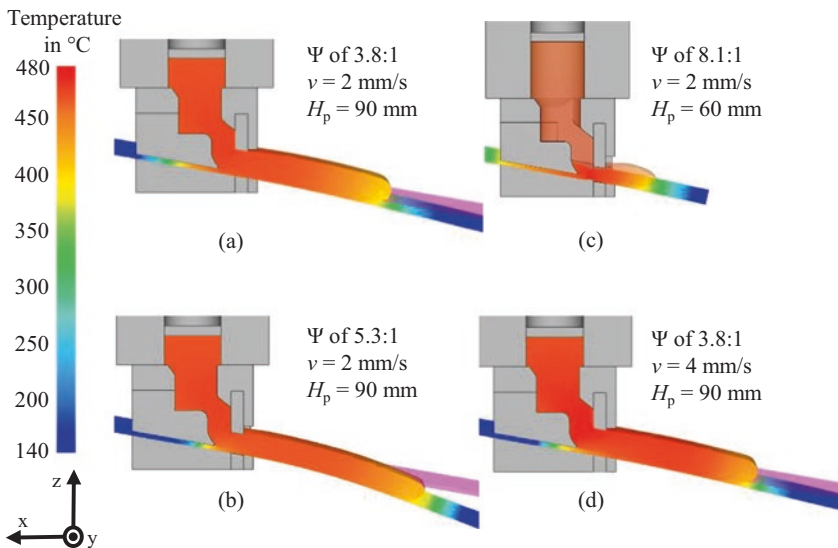 Temperature
in °C
480
450
400
350
300
250
200
140
z
x
y
Ψ of 3.8:1
v = 2 mm/s
Hp = 90 mm
(a)
Ψ of 8.1:1
v = 2 mm/s
Hp = 60 mm
(c)
Ψ of 5.3:1
v = 2 mm/s
Hp = 90 mm
(b)
Ψ of 3.8:1
v = 4 mm/s
Hp = 90 mm
(d)